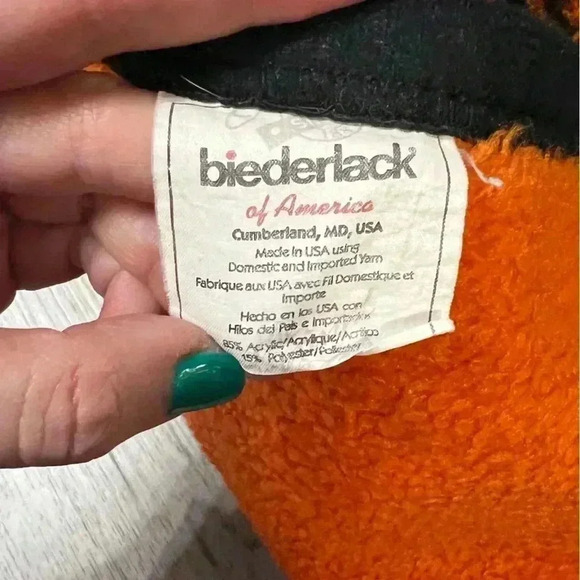 biederlack
of America
Cumberland, MD, USA
Made in USA using
Domestic and Imported Yarn
Fabrique aux USA avec Fil Domestique et
Importe
Hecho en los USA con
Hilos del Pais e Importados
85% Acrylic/Acrylique/Acrilico
15% Polyester/Poliester